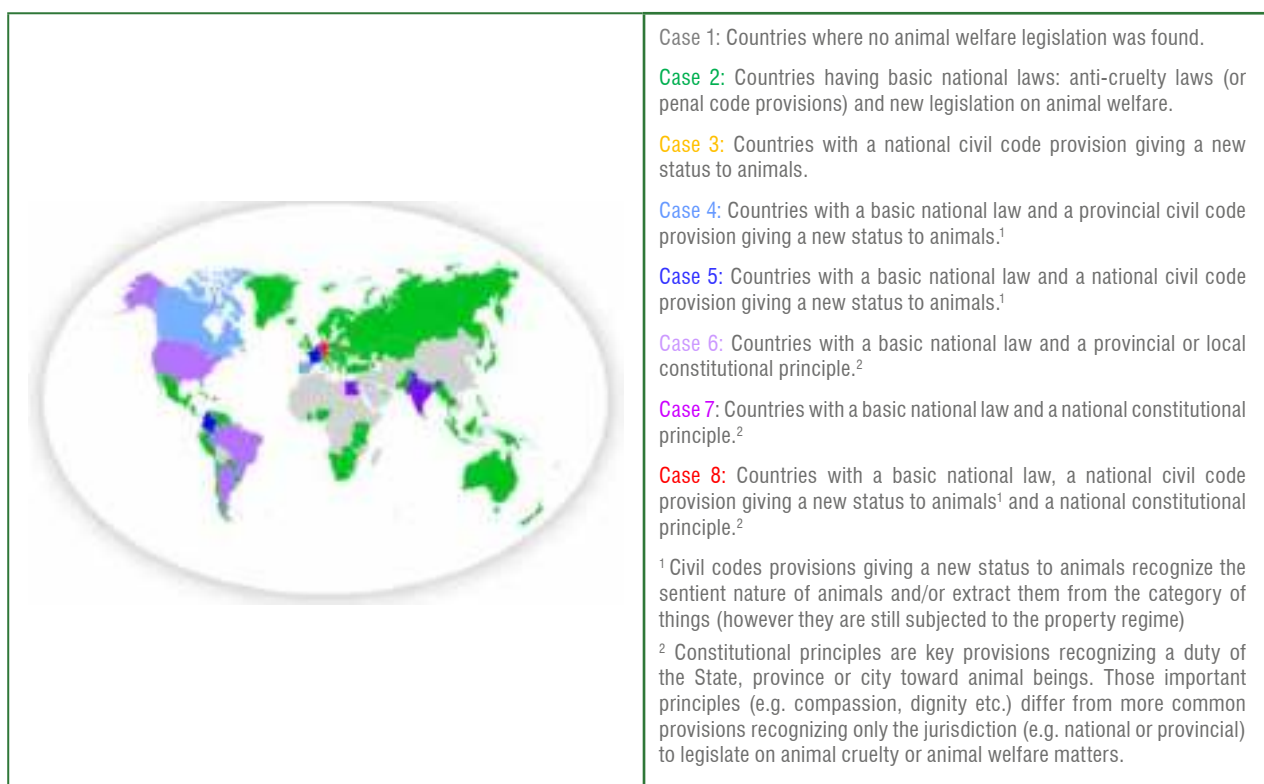 Case 1: Countries where no animal welfare legislation was found.
Case 2: Countries having basic national laws: anti-cruelty laws (or
penal code provisions) and new legislation on animal welfare.
Case 3: Countries with a national civil code provision giving a new
status to animals.
Case 4: Countries with a basic national law and a provincial civil code
provision giving a new status to animals.¹
Case 5: Countries with a basic national law and a national civil code
provision giving a new status to animals.¹
Case 6: Countries with a basic national law and a provincial or local
constitutional principle.²
Case 7: Countries with a basic national law and a national constitutional
principle.²
Case 8: Countries with a basic national law, a national civil code
provision giving a new status to animals¹ and a national constitutional
principle.²
¹ Civil codes provisions giving a new status to animals recognize the
sentient nature of animals and/or extract them from the category of
things (however they are still subjected to the property regime)
² Constitutional principles are key provisions recognizing a duty of
the State, province or city toward animal beings. Those important
principles (e.g. compassion, dignity etc.) differ from more common
provisions recognizing only the jurisdiction (e.g. national or provincial)
to legislate on animal cruelty or animal welfare matters.